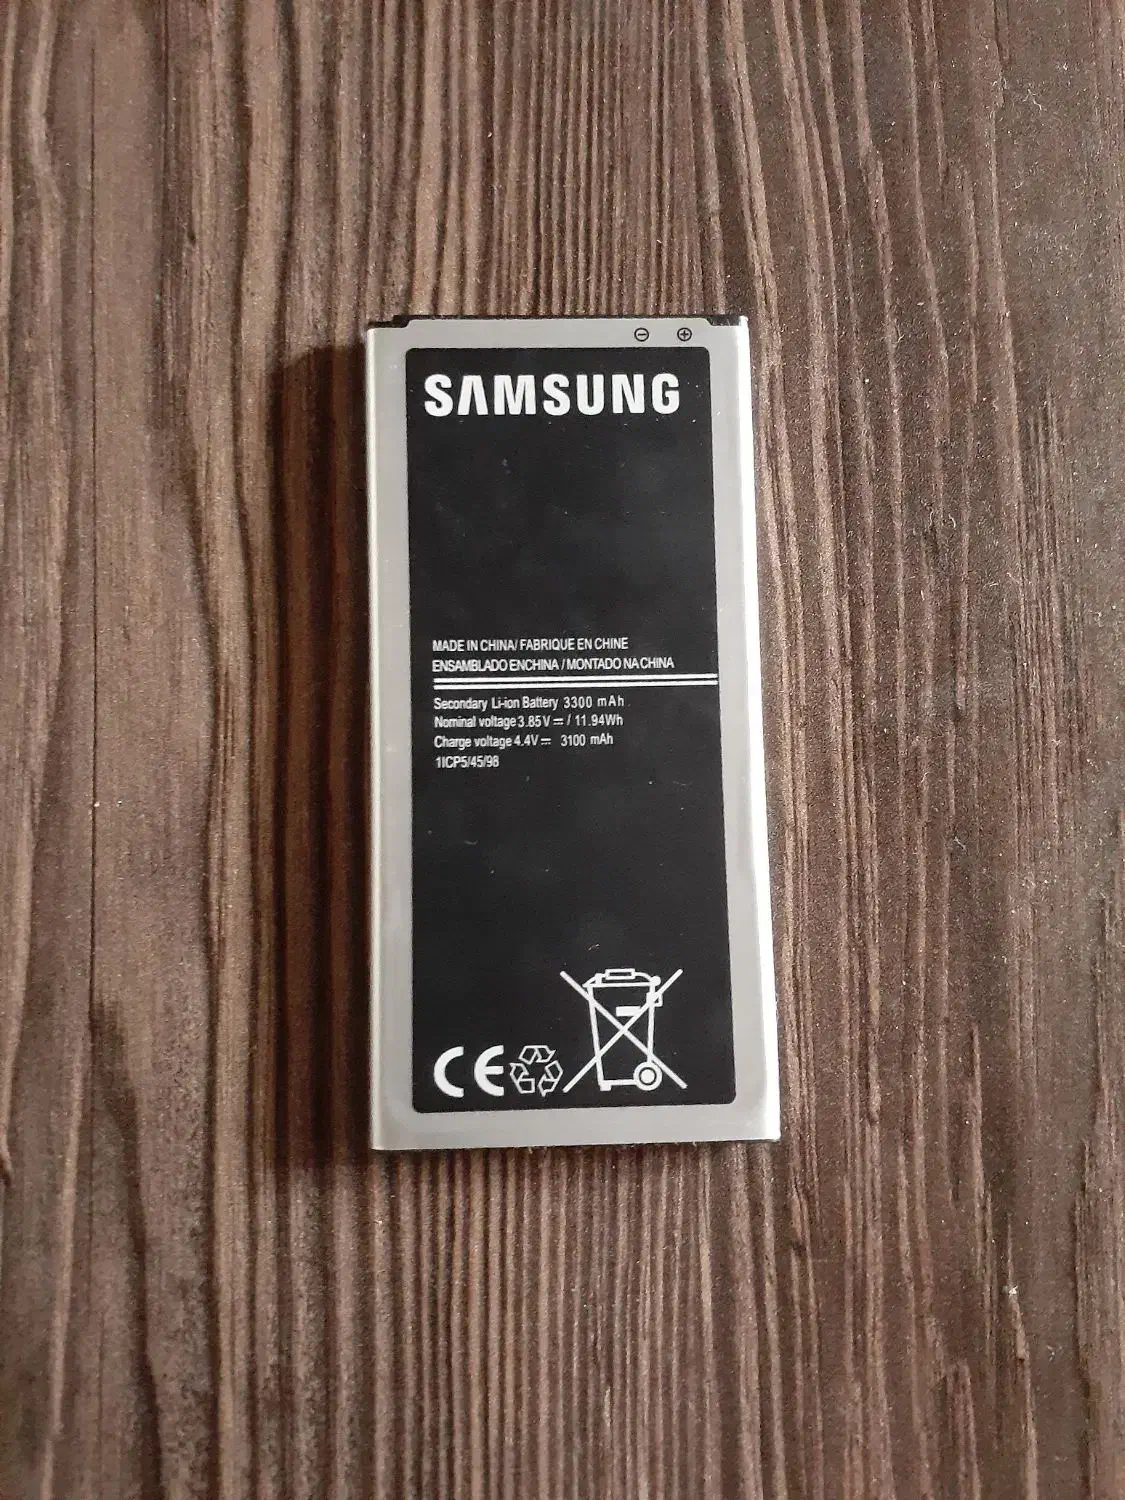 SAMSUNG
MADE IN CHINA/ FABRIQUE EN CHINE
ENSAMBLADO ENCHINA / MONTADO NA CHINA
Secondary Li-ion Battery 3300 mAh
Nominal voltage 3.85V ⎓ / 11.94Wh
Charge voltage 4.4V ⎓ 3100 mAh
1ICP5/45/98
CE